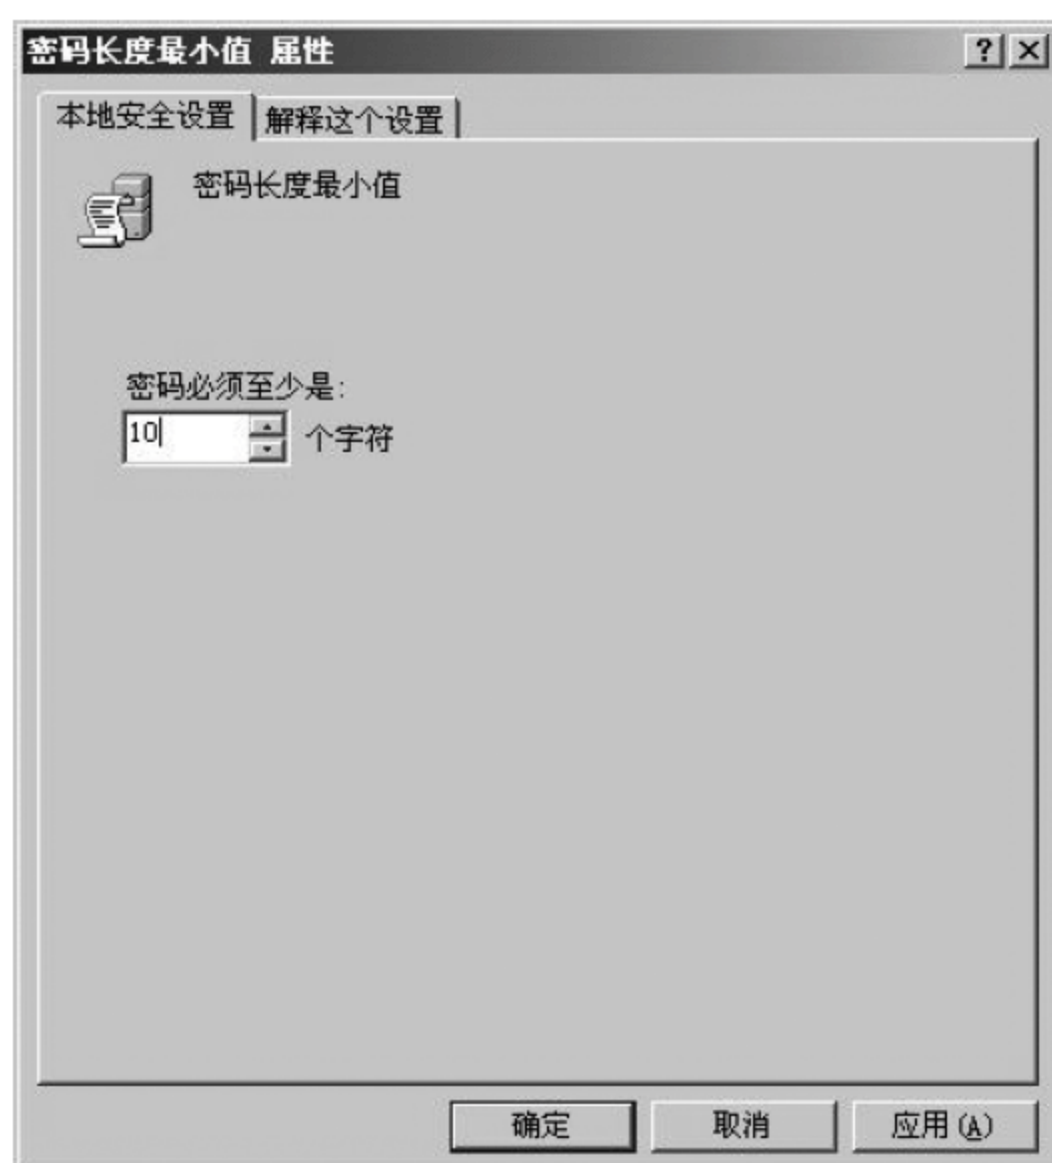 密码长度最小值 属性
本地安全设置 解释这个设置
密码长度最小值
密码必须至少是:
10 个字符
确定 取消 应用(A)